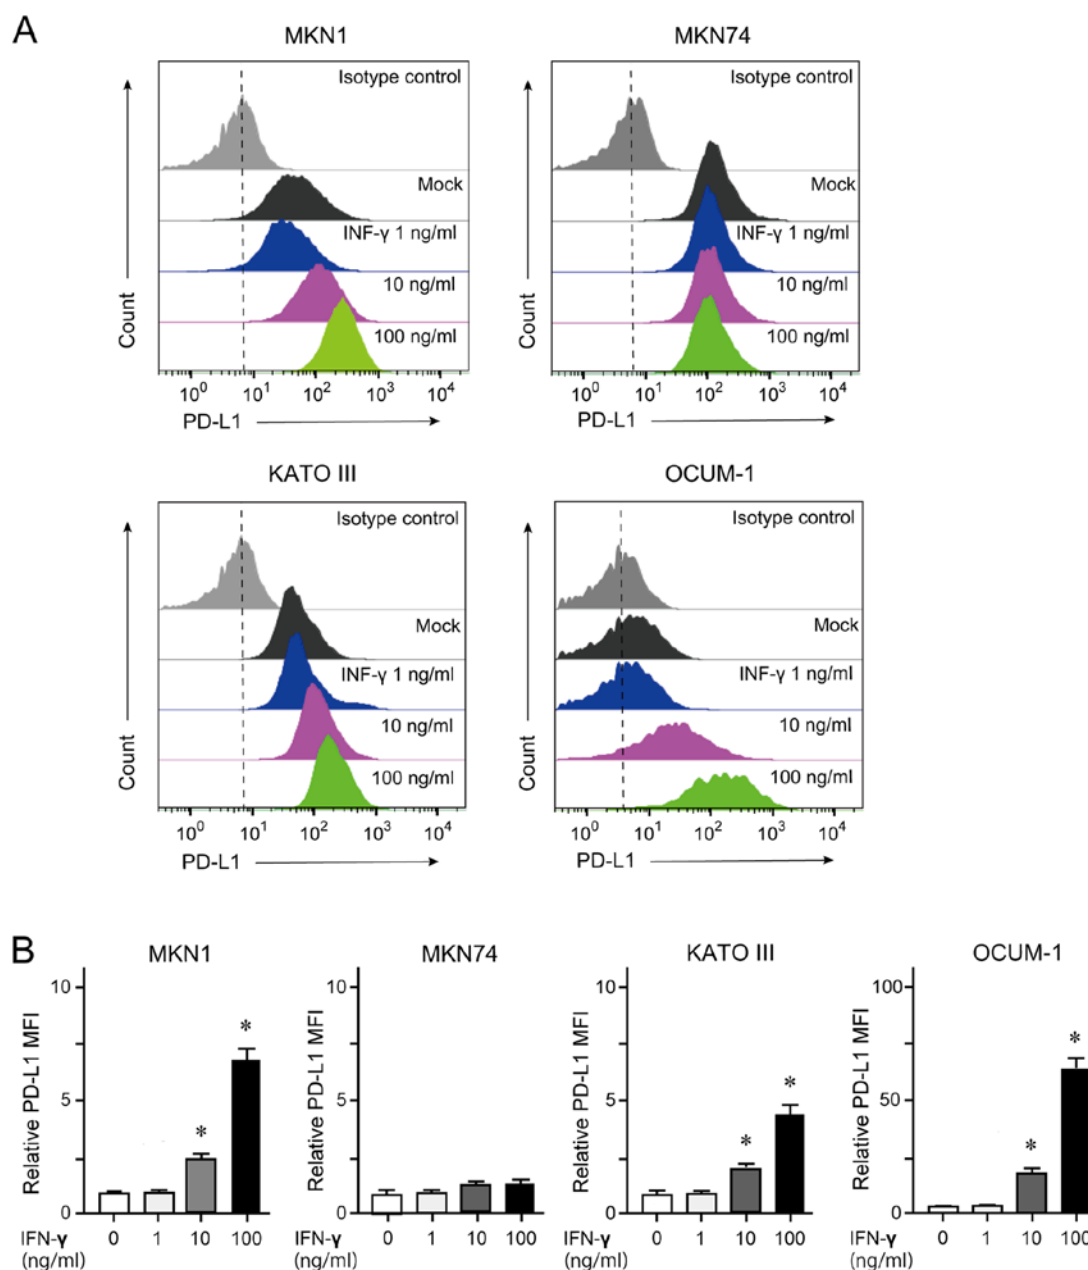 A
MKN1
Isotype control
Mock
INF-γ 1 ng/ml
10 ng/ml
100 ng/ml
Count
10⁰ 10¹ 10² 10³ 10⁴
PD-L1
MKN74
Isotype control
Mock
INF-γ 1 ng/ml
10 ng/ml
100 ng/ml
Count
10⁰ 10¹ 10² 10³ 10⁴
PD-L1
KATO III
Isotype control
Mock
INF-γ 1 ng/ml
10 ng/ml
100 ng/ml
Count
10⁰ 10¹ 10² 10³ 10⁴
PD-L1
OCUM-1
Isotype control
Mock
INF-γ 1 ng/ml
10 ng/ml
100 ng/ml
Count
10⁰ 10¹ 10² 10³ 10⁴
PD-L1
B
MKN1
Relative PD-L1 MFI
10
5
0
*
*
IFN-γ 0 1 10 100
(ng/ml)
MKN74
Relative PD-L1 MFI
10
5
0
IFN-γ 0 1 10 100
(ng/ml)
KATO III
Relative PD-L1 MFI
10
5
0
*
*
IFN-γ 0 1 10 100
(ng/ml)
OCUM-1
Relative PD-L1 MFI
100
50
0
*
*
IFN-γ 0 1 10 100
(ng/ml)